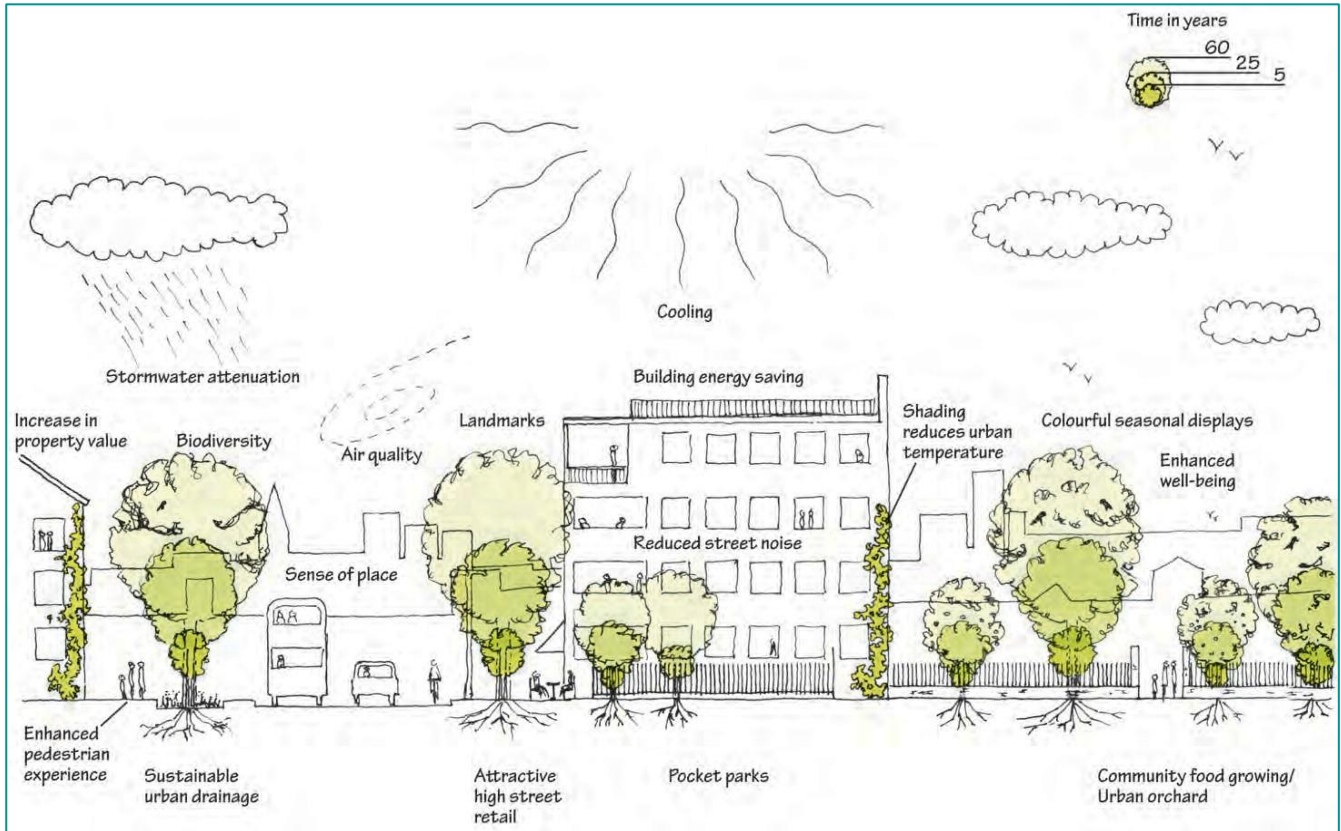 Time in years
60
25
5
Cooling
Stormwater attenuation
Building energy saving
Increase in
property value
Biodiversity
Air quality
Landmarks
Shading
reduces urban
temperature
Colourful seasonal displays
Enhanced
well-being
Sense of place
Reduced street noise
Enhanced
pedestrian
experience
Sustainable
urban drainage
Attractive
high street
retail
Pocket parks
Community food growing/
Urban orchard